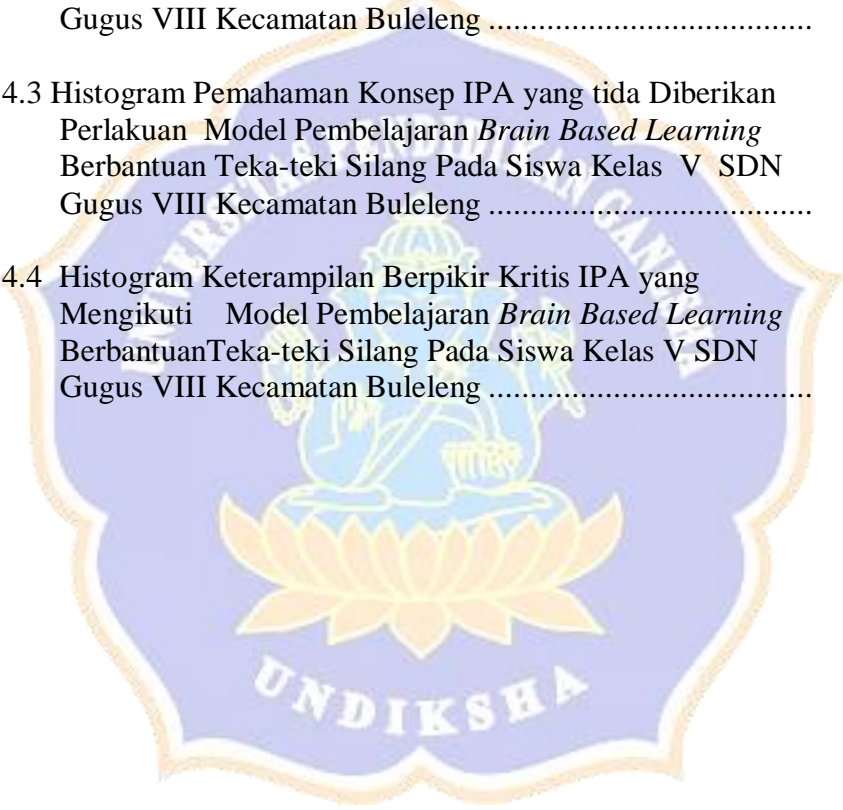 Gugus VIII Kecamatan Buleleng .......................................
4.3 Histogram Pemahaman Konsep IPA yang tida Diberikan
Perlakuan Model Pembelajaran Brain Based Learning
Berbantuan Teka-teki Silang Pada Siswa Kelas V SDN
Gugus VIII Kecamatan Buleleng .......................................
4.4 Histogram Keterampilan Berpikir Kritis IPA yang
Mengikuti Model Pembelajaran Brain Based Learning
BerbantuanTeka-teki Silang Pada Siswa Kelas V SDN
Gugus VIII Kecamatan Buleleng .......................................
UNIVERSITAS PENDIDIKAN GANESHA
UNDIKSHA